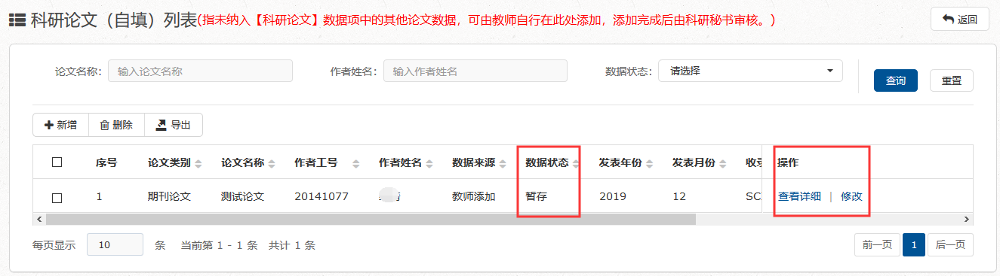 科研论文（自填）列表(指未纳入【科研论文】数据项中的其他论文数据，可由教师自行在此处添加，添加完成后由科研秘书审核。) 返回
论文名称: 输入论文名称 作者姓名: 输入作者姓名 数据状态: 请选择 查询 重置
新增 删除 导出
序号 论文类别 论文名称 作者工号 作者姓名 数据来源 数据状态 发表年份 发表月份 收录 操作
1 期刊论文 测试论文 20141077 教师添加 暂存 2019 12 SC 查看详细 | 修改
每页显示 10 条 当前第 1 - 1 条 共计 1 条 前一页 1 后一页